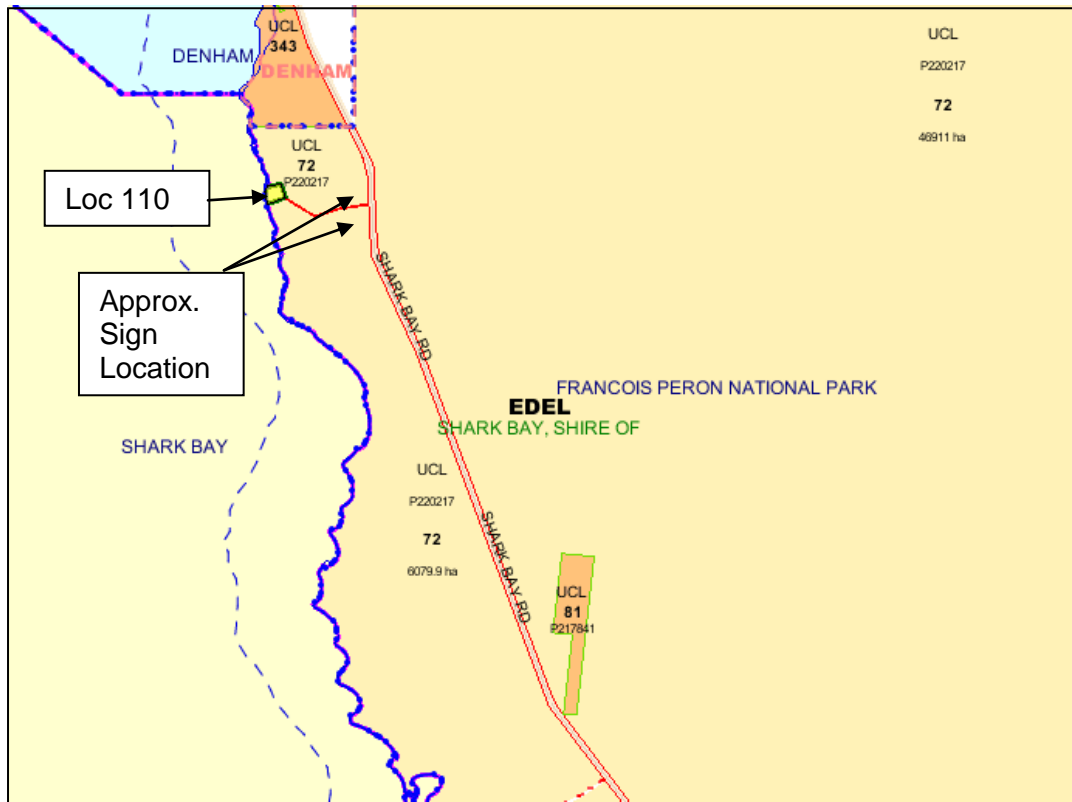 UCL
343
DENHAM
DENHAM
UCL
P220217
72
46911 ha
UCL
72
P220217
Loc 110
Approx.
Sign
Location
SHARK BAY RD
FRANCOIS PERON NATIONAL PARK
EDEL
SHARK BAY, SHIRE OF
SHARK BAY
UCL
P220217
72
6079.9 ha
SHARK BAY RD
UCL
81
P217841